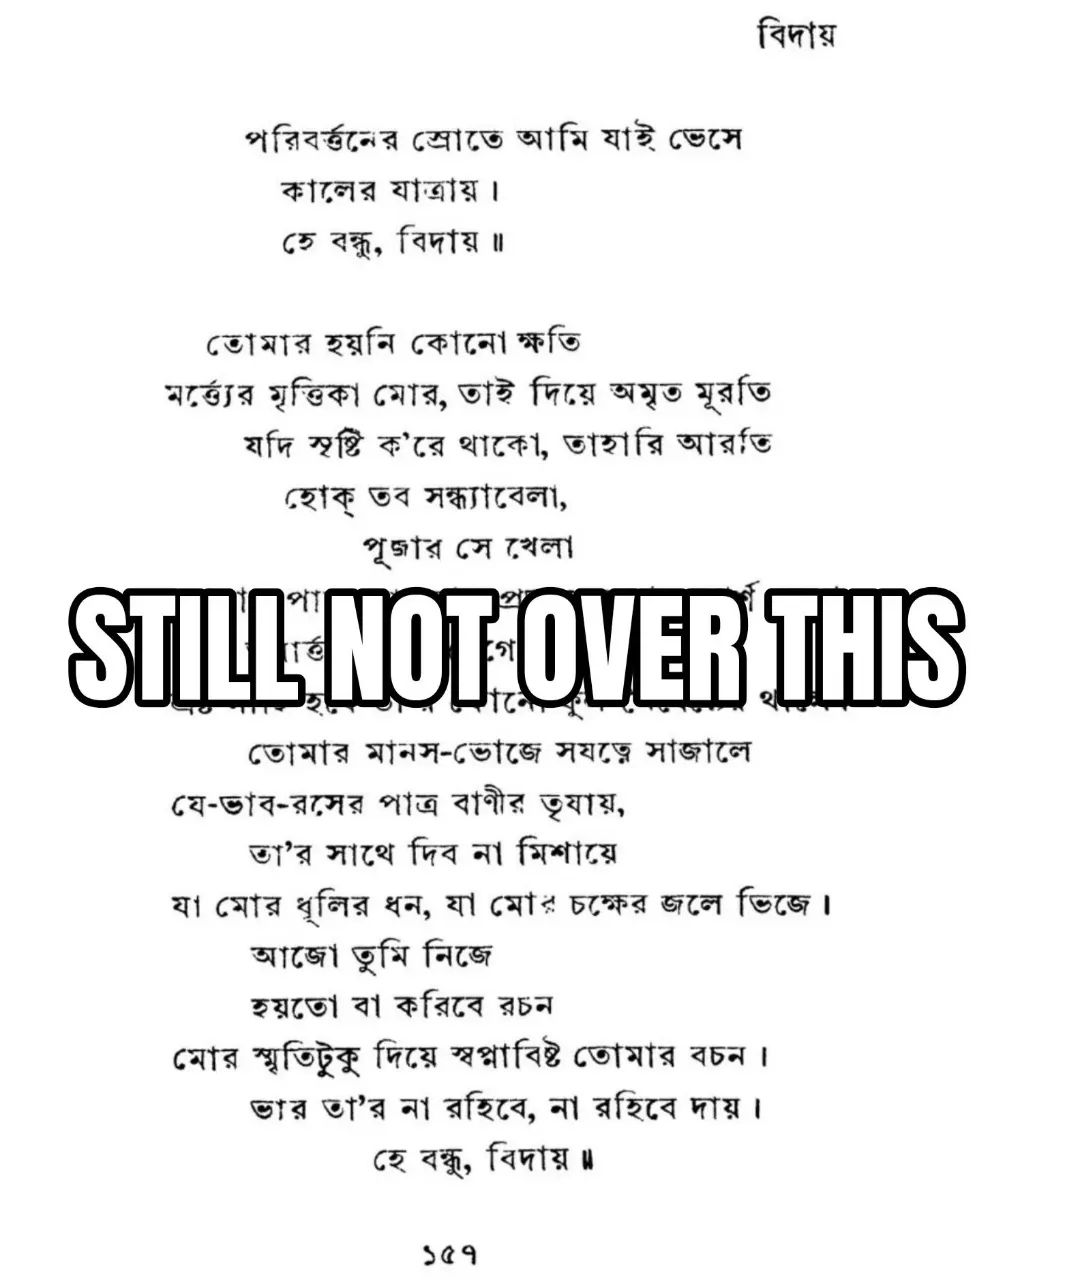 বিদায়
পরিবর্ত্তনের স্রোতে আমি যাই ভেসে
কালের যাত্রায় ।
হে বন্ধু, বিদায় ॥
তোমার হয়নি কোনো ক্ষতি
মর্ত্ত্যের মৃত্তিকা মোর, তাই দিয়ে অমৃত মূরতি
যদি সৃষ্টি ক’রে থাকো, তাহারি আরতি
হোক্ তব সন্ধ্যাবেলা,
পূজার সে খেলা
STILL NOT OVER THIS
তোমার মানস-ভোজে সযত্নে সাজালে
যে-ভাব-রসের পাত্র বাণীর তৃষায়,
তা’র সাথে দিব না মিশায়ে
যা মোর ধূলির ধন, যা মোর চক্ষের জলে ভিজে ।
আজো তুমি নিজে
হয়তো বা করিবে রচন
মোর স্মৃতিটুকু দিয়ে স্বপ্নাবিষ্ট তোমার বচন ।
ভার তা’র না রহিবে, না রহিবে দায় ।
হে বন্ধু, বিদায় ॥
১৫৭